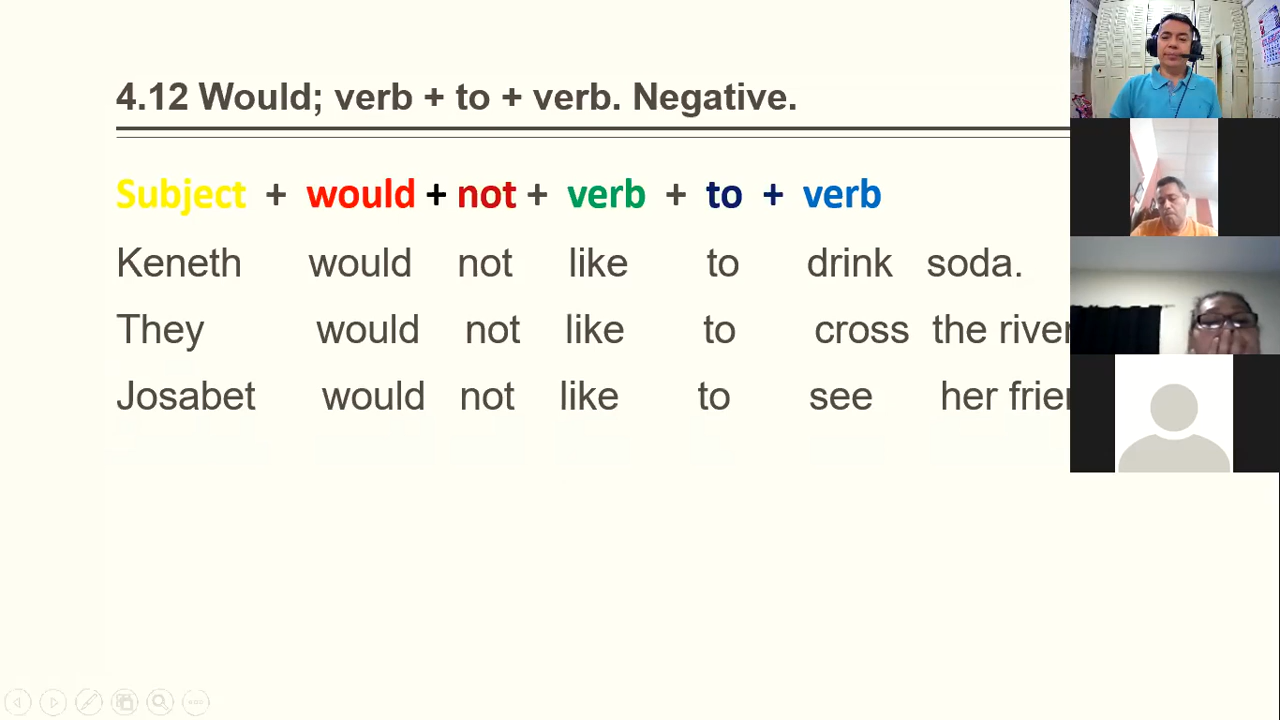 4.12 Would; verb + to + verb. Negative.
Subject + would + not + verb + to + verb
Keneth would not like to drink soda.
They would not like to cross the river
Josabet would not like to see her